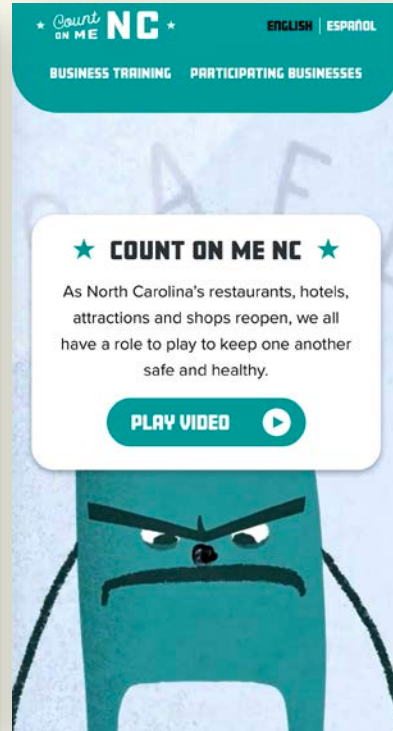 Count ON ME NC
ENGLISH | ESPAÑOL
BUSINESS TRAINING PARTICIPATING BUSINESSES
COUNT ON ME NC
As North Carolina's restaurants, hotels,
attractions and shops reopen, we all
have a role to play to keep one another
safe and healthy.
PLAY VIDEO